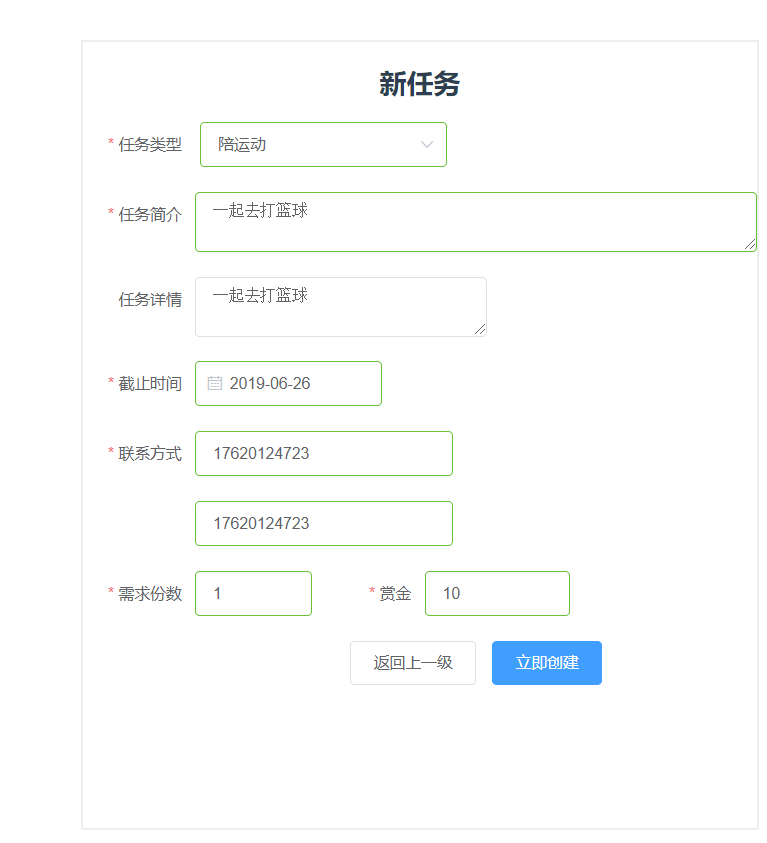 新任务
* 任务类型 陪运动
* 任务简介 一起去打篮球
任务详情 一起去打篮球
* 截止时间 2019-06-26
* 联系方式 17620124723
17620124723
* 需求份数 1 * 赏金 10
返回上一级 立即创建